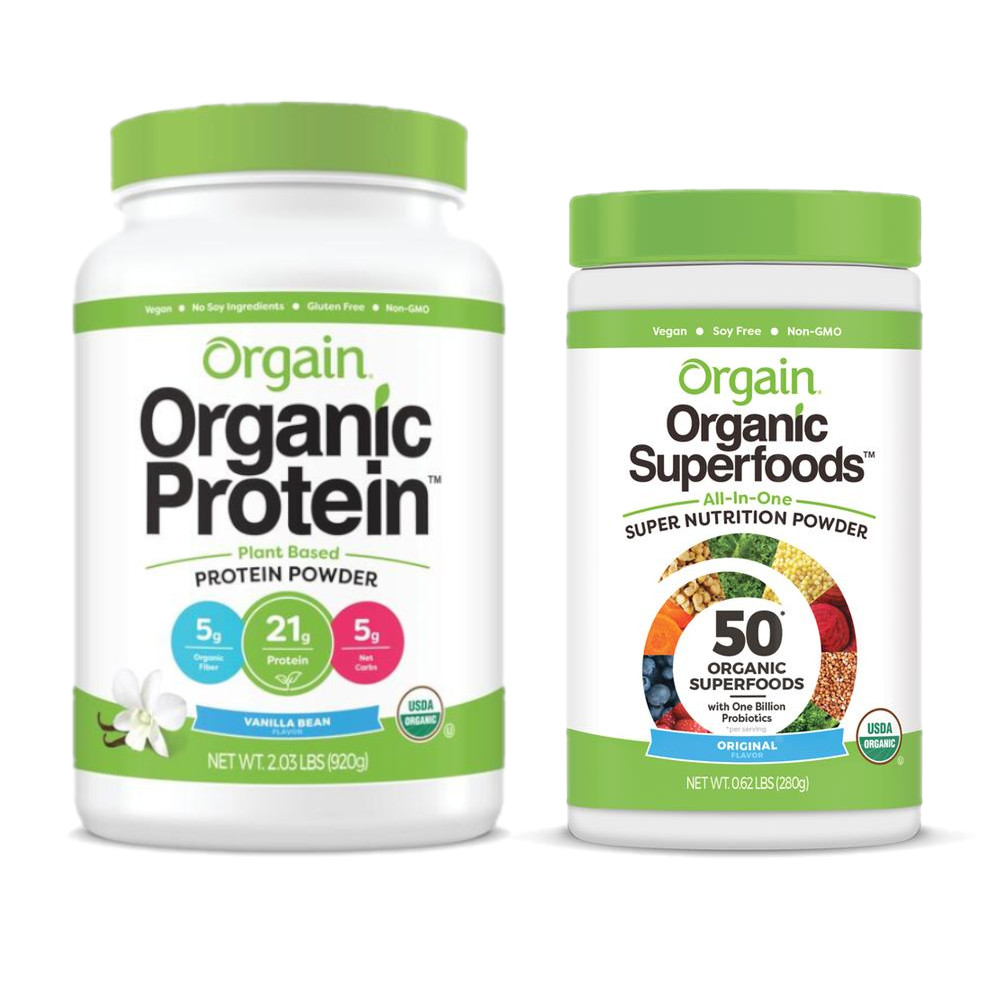 Vegan • No Soy Ingredients • Gluten Free • Non-GMO
Orgain®
Organic
Protein™
Plant Based
PROTEIN POWDER
5g
Organic
Fiber
21g
Protein
5g
Net
Carbs
USDA
ORGANIC
VANILLA BEAN
FLAVOR
NET WT. 2.03 LBS (920g)
Vegan • Soy Free • Non-GMO
Orgain®
Organic
Superfoods™
All-In-One
SUPER NUTRITION POWDER
50*
ORGANIC
SUPERFOODS
with One Billion
Probiotics
*per serving
USDA
ORGANIC
ORIGINAL
FLAVOR
NET WT. 0.62 LBS (280g)